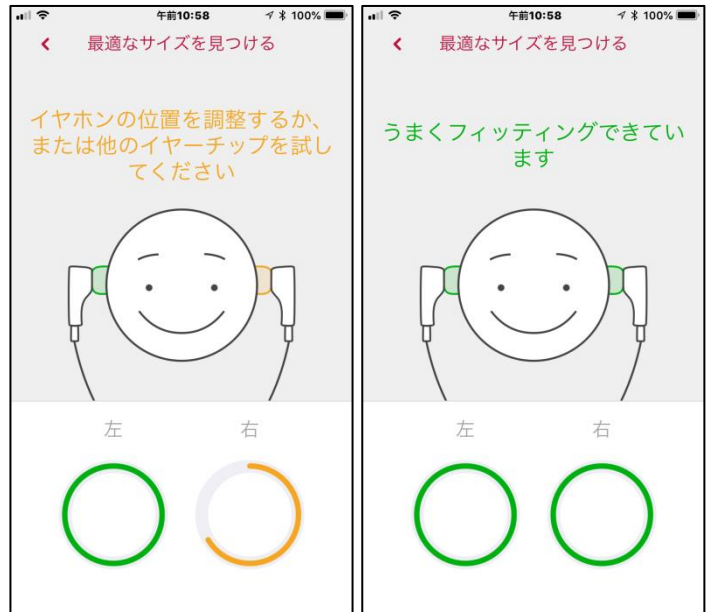 午前10:58 100%
最適なサイズを見つける
イヤホンの位置を調整するか、
または他のイヤーチップを試し
てください
左 右
午前10:58 100%
最適なサイズを見つける
うまくフィッティングできてい
ます
左 右